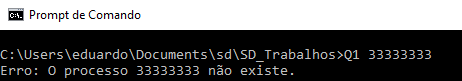 Prompt de Comando
C:\Users\eduardo\Documents\sd\SD_Trabalhos>Q1 33333333
Erro: O processo 33333333 não existe.